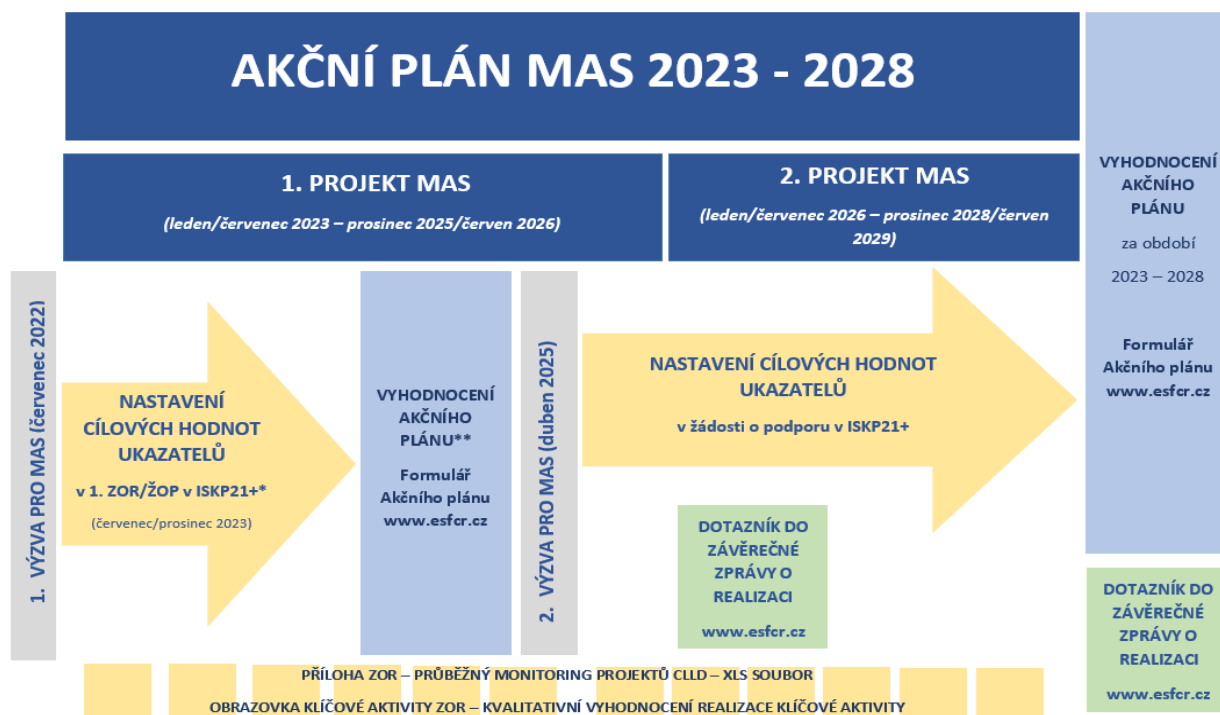 AKČNÍ PLÁN MAS 2023 - 2028
1. PROJEKT MAS
(leden/červenec 2023 – prosinec 2025/červen 2026)
2. PROJEKT MAS
(leden/červenec 2026 – prosinec 2028/červen
2029)
VYHODNOCENÍ
AKČNÍHO
PLÁNU
za období
2023 – 2028
Formulář
Akčního plánu
www.esfcr.cz
1. VÝZVA PRO MAS (červenec 2022)
NASTAVENÍ
CÍLOVÝCH HODNOT
UKAZATELŮ
v 1. ZOR/ŽOP v ISKP21+*
(červenec/prosinec 2023)
VYHODNOCENÍ
AKČNÍHO
PLÁNU**
Formulář
Akčního plánu
www.esfcr.cz
2. VÝZVA PRO MAS (duben 2025)
NASTAVENÍ CÍLOVÝCH HODNOT
UKAZATELŮ
v žádosti o podporu v ISKP21+
DOTAZNÍK DO
ZÁVĚREČNÉ
ZPRÁVY O
REALIZACI
www.esfcr.cz
DOTAZNÍK DO
ZÁVĚREČNÉ
ZPRÁVY O
REALIZACI
www.esfcr.cz
PŘÍLOHA ZOR – PRŮBĚŽNÝ MONITORING PROJEKTŮ CLLD – XLS SOUBOR
OBRAZOVKA KLÍČOVÉ AKTIVITY ZOR – KVALITATIVNÍ VYHODNOCENÍ REALIZACE KLÍČOVÉ AKTIVITY